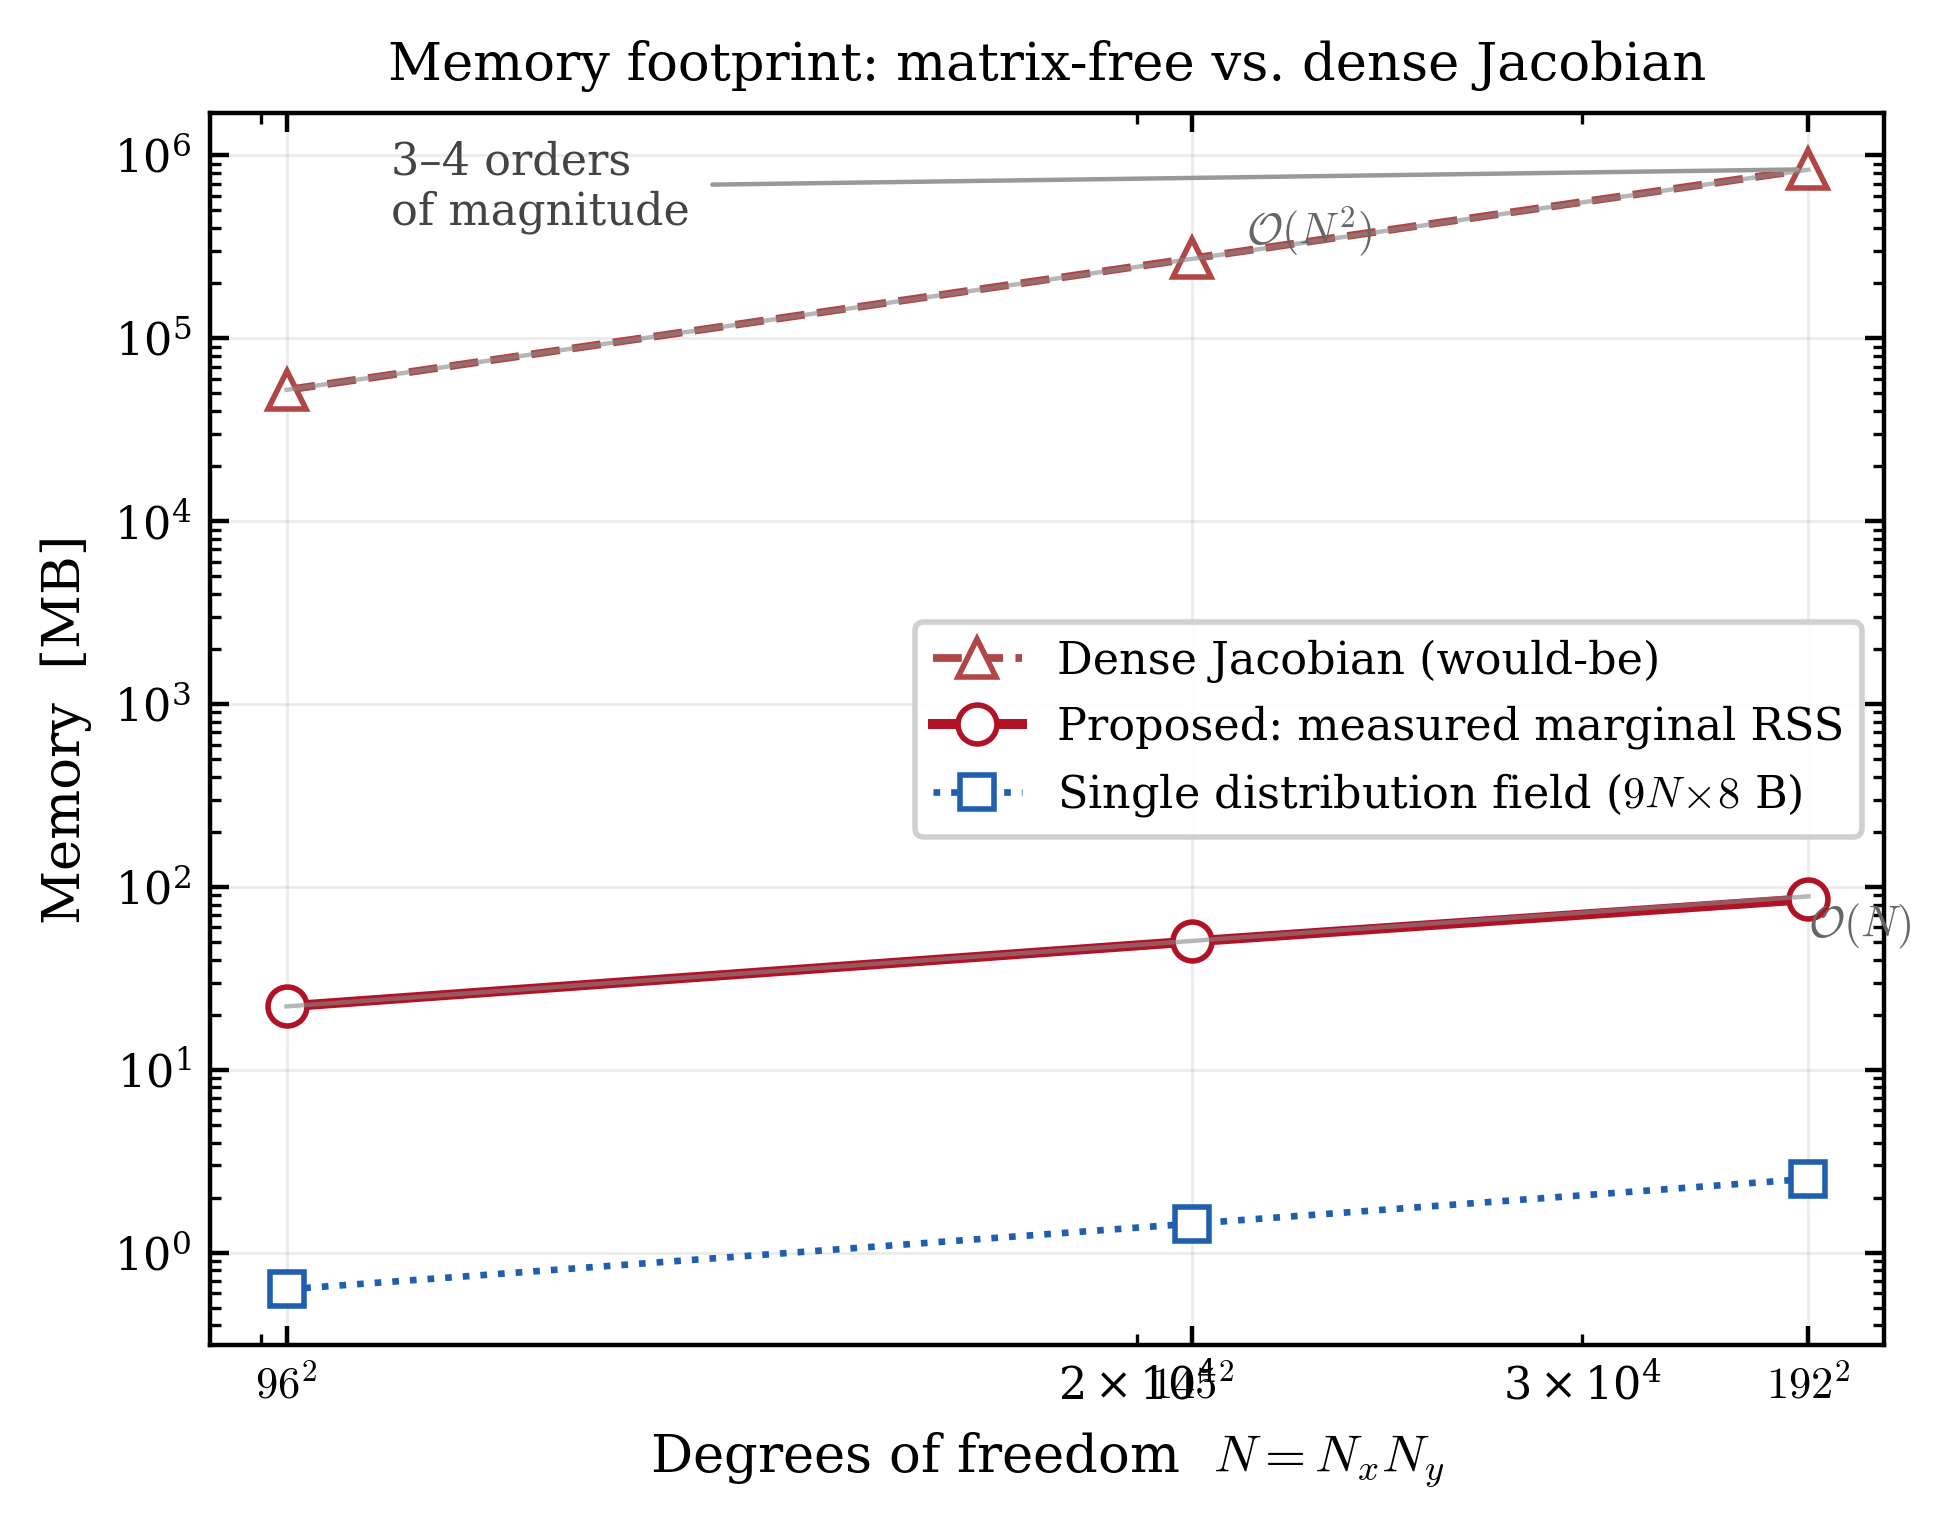 Memory footprint: matrix-free vs. dense Jacobian
10⁶
3–4 orders
of magnitude
𝒪(N²)
10⁵
10⁴
Memory [MB]
Dense Jacobian (would-be)
10³
Proposed: measured marginal RSS
Single distribution field (9N×8 B)
10²
𝒪(N)
10¹
10⁰
96²
2 × 10⁴
145²
3 × 10⁴
192²
Degrees of freedom N = NₓNᵧ